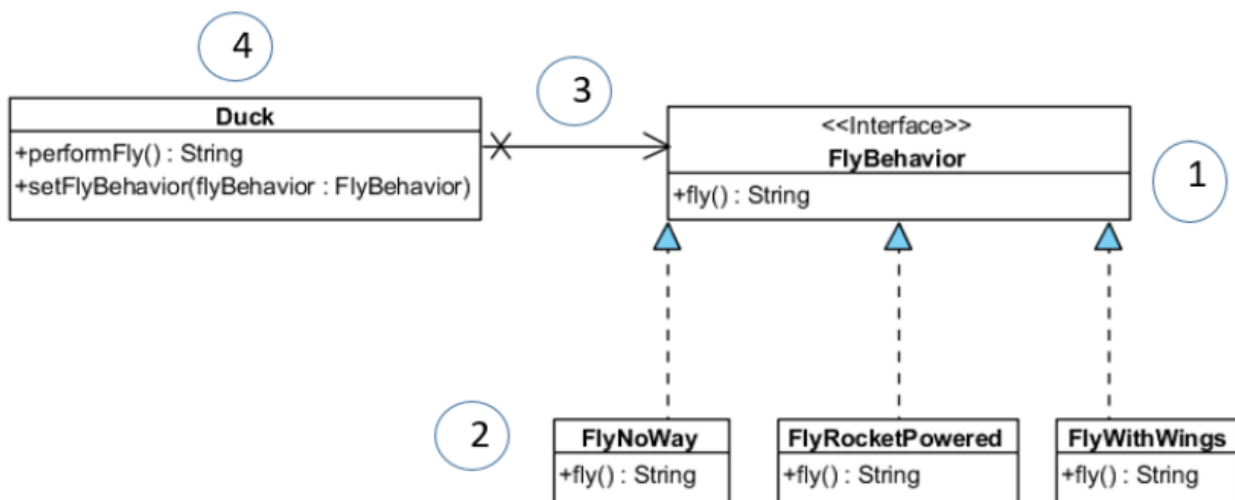 4
3
Duck
+performFly() : String
+setFlyBehavior(flyBehavior : FlyBehavior)
<<Interface>>
FlyBehavior
+fly() : String
1
2
FlyNoWay
+fly() : String
FlyRocketPowered
+fly() : String
FlyWithWings
+fly() : String